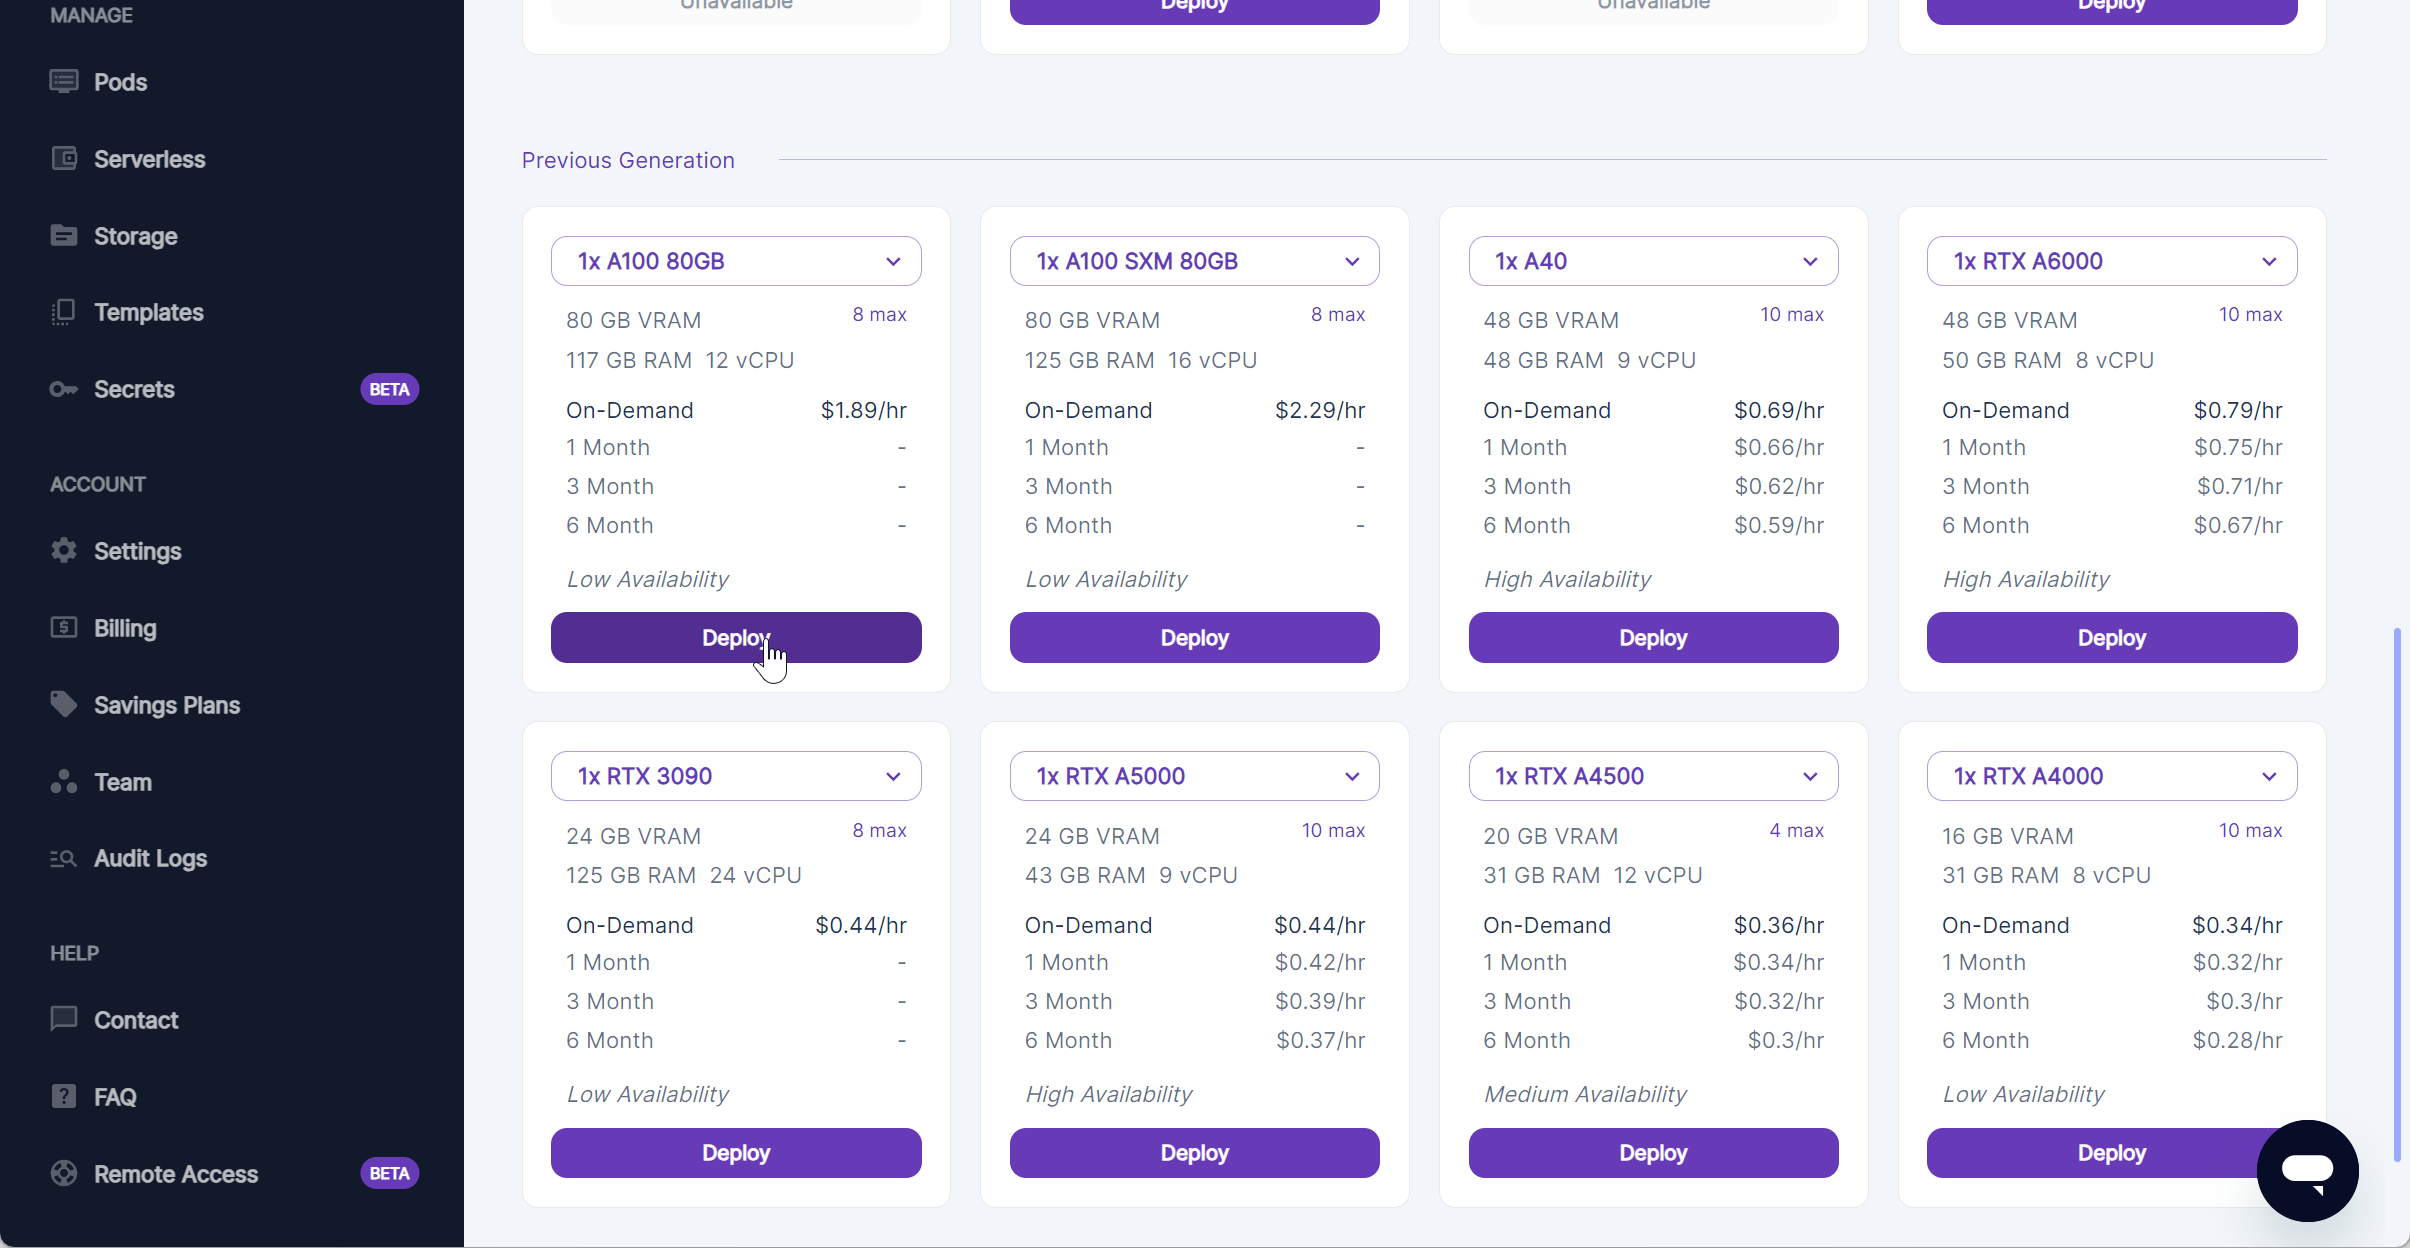 MANAGE
Pods
Serverless
Storage
Templates
Secrets BETA
ACCOUNT
Settings
Billing
Savings Plans
Team
Audit Logs
HELP
Contact
FAQ
Remote Access BETA
Unavailable Deploy Unavailable Deploy
Previous Generation
1x A100 80GB
80 GB VRAM 8 max
117 GB RAM 12 vCPU
On-Demand $1.89/hr
1 Month -
3 Month -
6 Month -
Low Availability
Deploy
1x A100 SXM 80GB
80 GB VRAM 8 max
125 GB RAM 16 vCPU
On-Demand $2.29/hr
1 Month -
3 Month -
6 Month -
Low Availability
Deploy
1x A40
48 GB VRAM 10 max
48 GB RAM 9 vCPU
On-Demand $0.69/hr
1 Month $0.66/hr
3 Month $0.62/hr
6 Month $0.59/hr
High Availability
Deploy
1x RTX A6000
48 GB VRAM 10 max
50 GB RAM 8 vCPU
On-Demand $0.79/hr
1 Month $0.75/hr
3 Month $0.71/hr
6 Month $0.67/hr
High Availability
Deploy
1x RTX 3090
24 GB VRAM 8 max
125 GB RAM 24 vCPU
On-Demand $0.44/hr
1 Month -
3 Month -
6 Month -
Low Availability
Deploy
1x RTX A5000
24 GB VRAM 10 max
43 GB RAM 9 vCPU
On-Demand $0.44/hr
1 Month $0.42/hr
3 Month $0.39/hr
6 Month $0.37/hr
High Availability
Deploy
1x RTX A4500
20 GB VRAM 4 max
31 GB RAM 12 vCPU
On-Demand $0.36/hr
1 Month $0.34/hr
3 Month $0.32/hr
6 Month $0.3/hr
Medium Availability
Deploy
1x RTX A4000
16 GB VRAM 10 max
31 GB RAM 8 vCPU
On-Demand $0.34/hr
1 Month $0.32/hr
3 Month $0.3/hr
6 Month $0.28/hr
Low Availability
Deploy